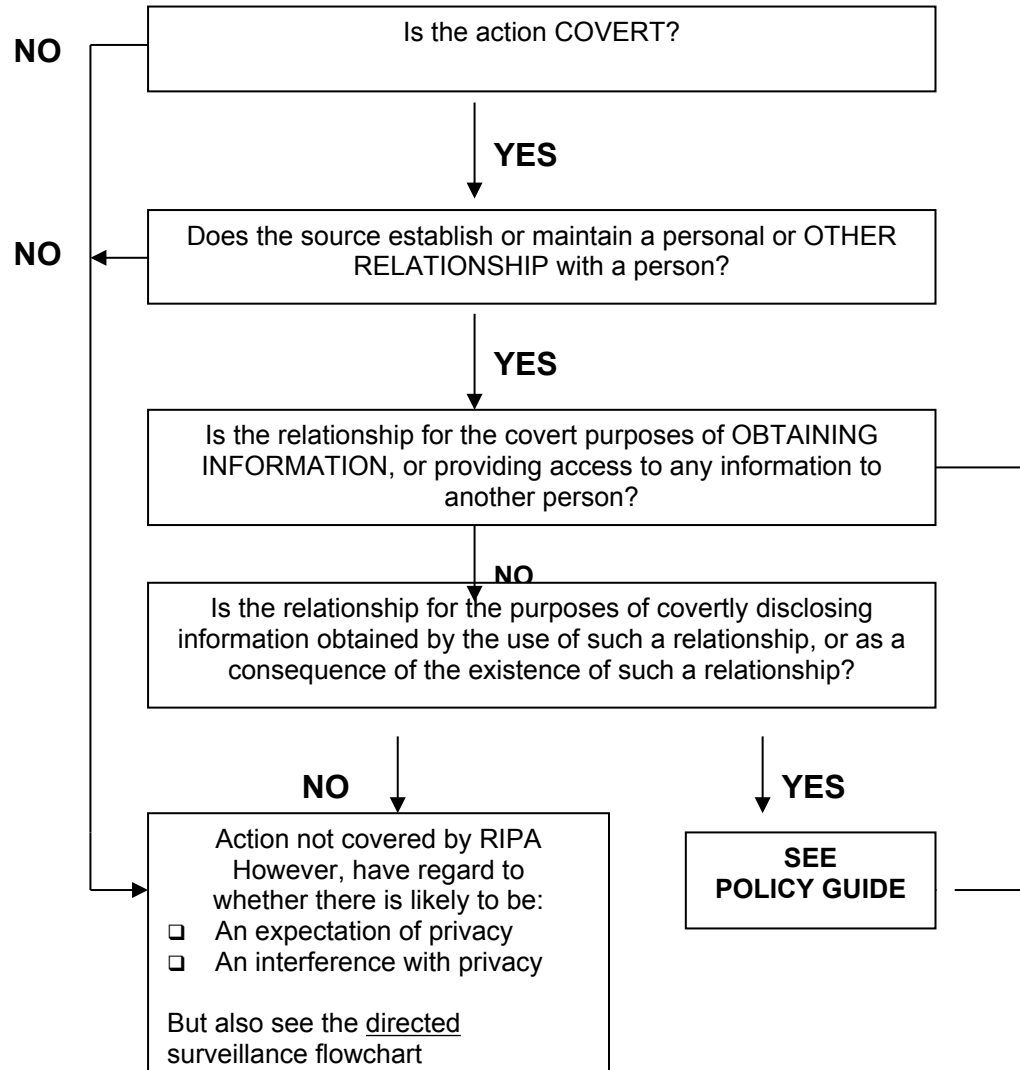 NO
Is the action COVERT?
YES
NO
Does the source establish or maintain a personal or OTHER
RELATIONSHIP with a person?
YES
Is the relationship for the covert purposes of OBTAINING
INFORMATION, or providing access to any information to
another person?
NO
Is the relationship for the purposes of covertly disclosing
information obtained by the use of such a relationship, or as a
consequence of the existence of such a relationship?
NO
YES
Action not covered by RIPA
However, have regard to
whether there is likely to be:
❑ An expectation of privacy
❑ An interference with privacy
But also see the directed
surveillance flowchart
SEE
POLICY GUIDE